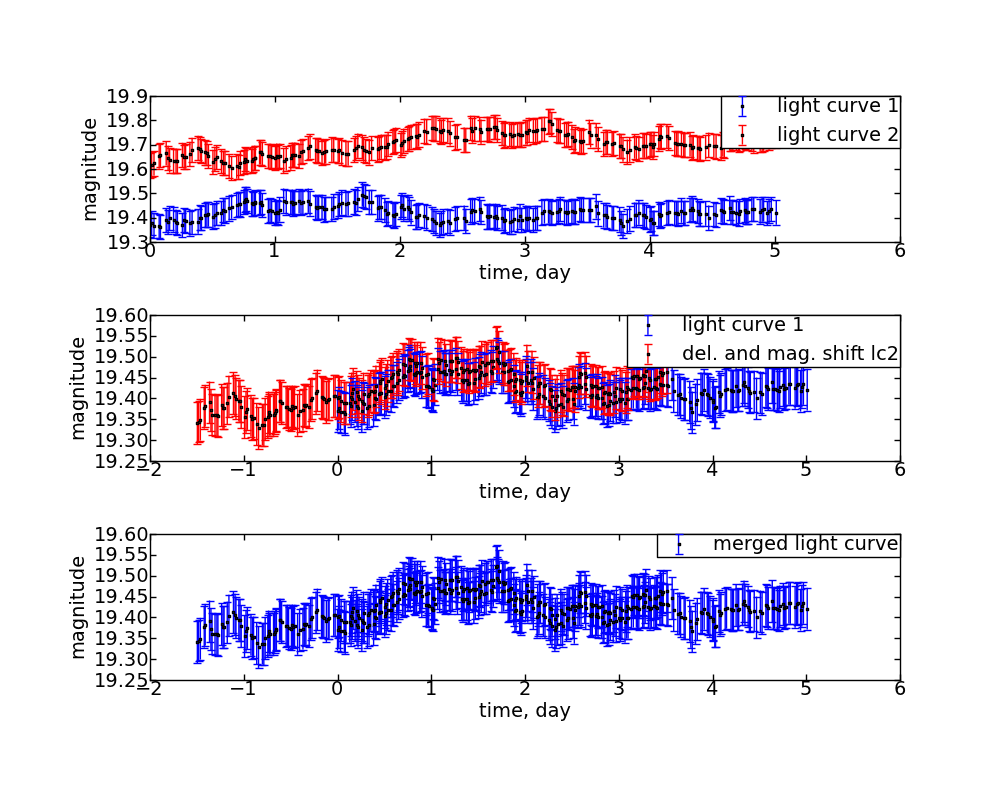 19.9
19.8
19.7
19.6
19.5
19.4
19.3
magnitude
light curve 1
light curve 2
0 1 2 3 4 5 6
time, day
19.60
19.55
19.50
19.45
19.40
19.35
19.30
19.25
magnitude
light curve 1
del. and mag. shift lc2
−2 −1 0 1 2 3 4 5 6
time, day
19.60
19.55
19.50
19.45
19.40
19.35
19.30
19.25
magnitude
merged light curve
−2 −1 0 1 2 3 4 5 6
time, day